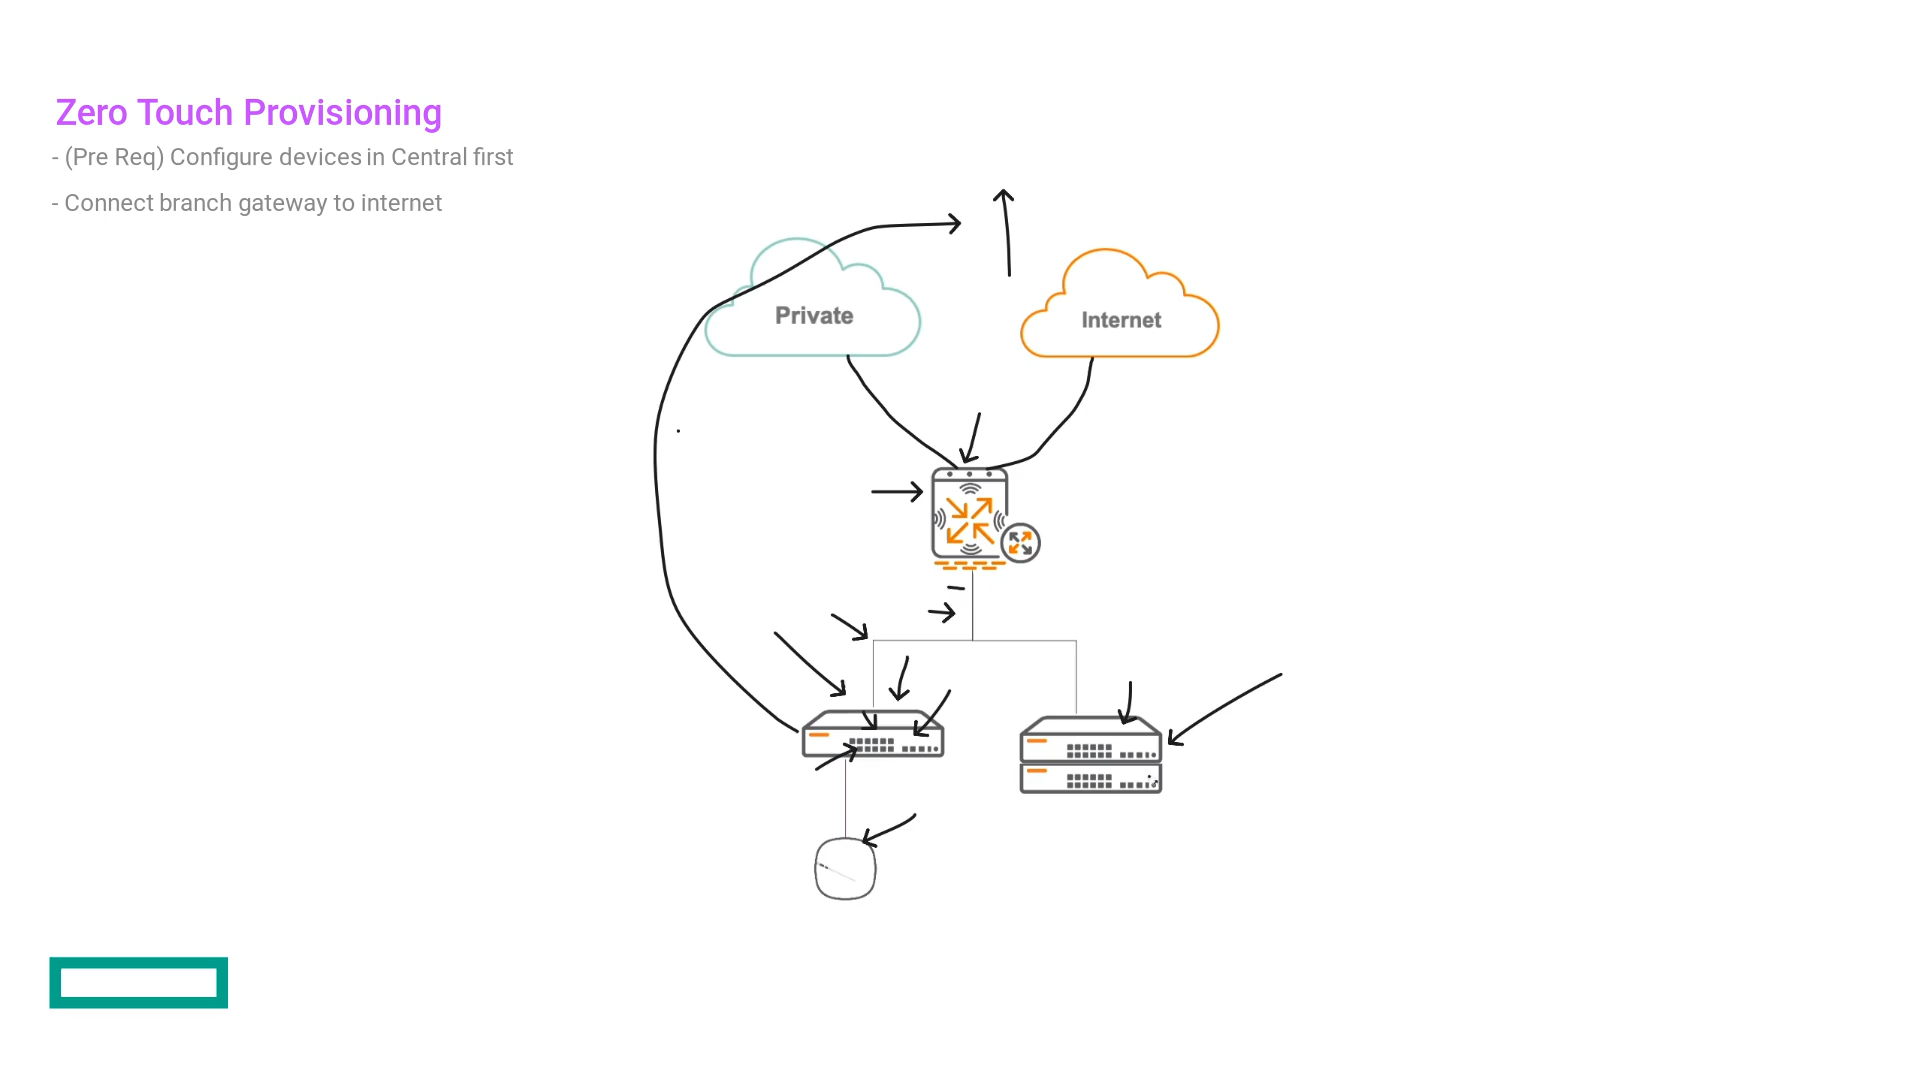 Zero Touch Provisioning
- (Pre Req) Configure devices in Central first
- Connect branch gateway to internet
Private
Internet